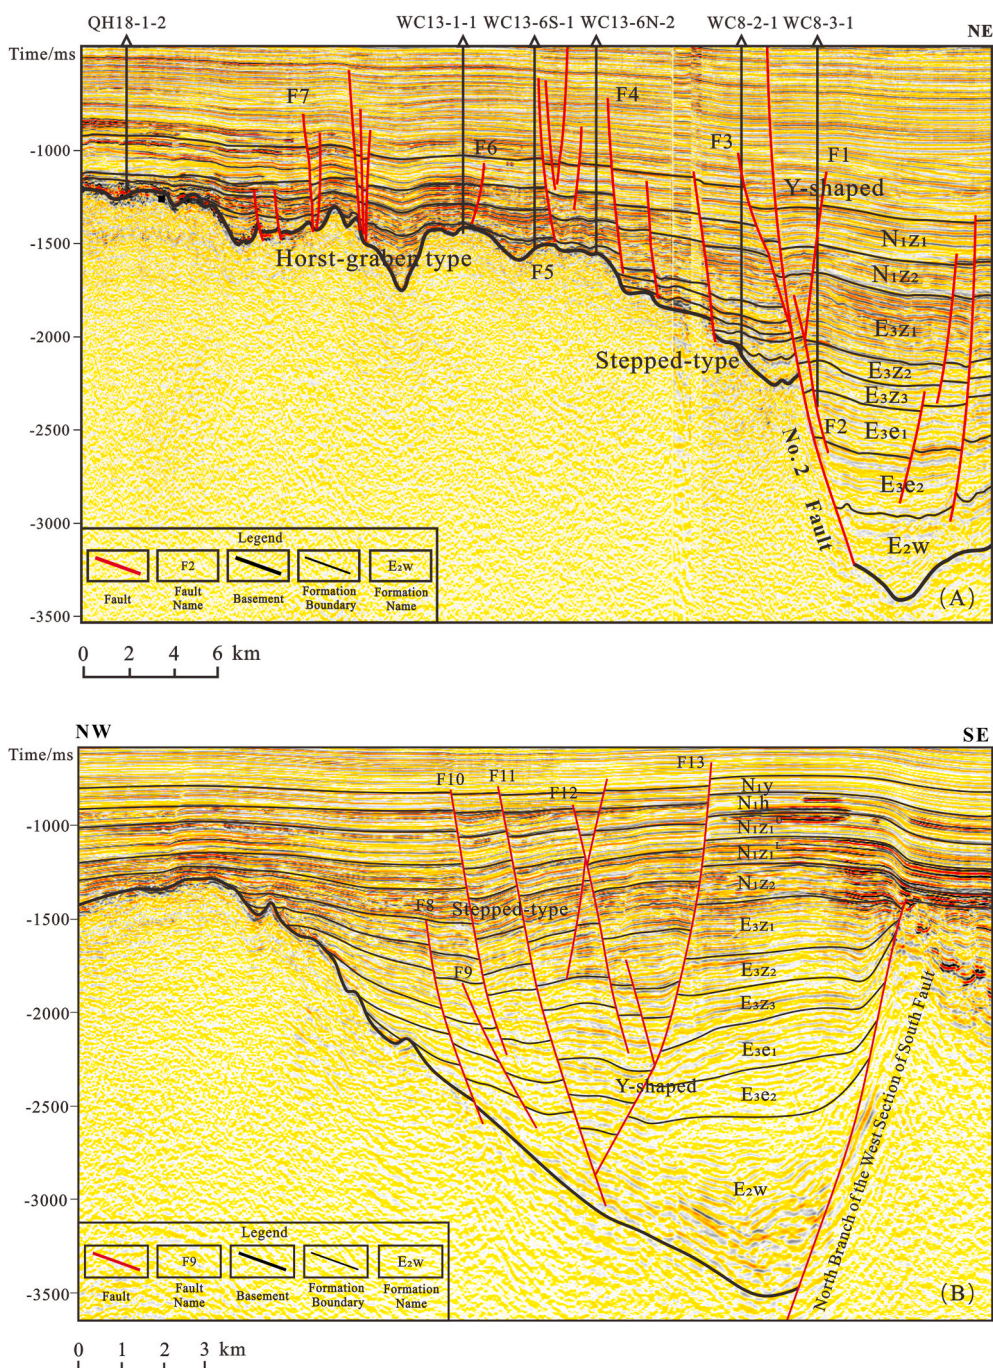 QH18-1-2 WC13-1-1 WC13-6S-1 WC13-6N-2 WC8-2-1 WC8-3-1
Time/ms NE
F7 F4
-1000 F6 F3 F1
Y-shaped
N₁z₁
-1500 Horst-graben type F5 N₁z₂
E₃z₁
-2000
Stepped-type E₃z₂
E₃z₃
-2500 F2 E₃e₁
No. 2 Fault
E₃e₂
-3000
E₂w
Legend
F2 E₂w
Fault Fault Name Basement Formation Boundary Formation Name
(A)
-3500
0 2 4 6 km
NW SE
Time/ms
F10 F11 F12 F13
N₁y
N₁h
-1000 N₁z₁ᵁ
N₁z₁ᴸ
N₁z₂
F8 Stepped-type
-1500 E₃z₁
F9 E₃z₂
-2000 E₃z₃
E₃e₁
Y-shaped E₃e₂
-2500
E₂w
-3000
North Branch of the West Section of South Fault
Legend
F9 E₂w
Fault Fault Name Basement Formation Boundary Formation Name
(B)
-3500
0 1 2 3 km